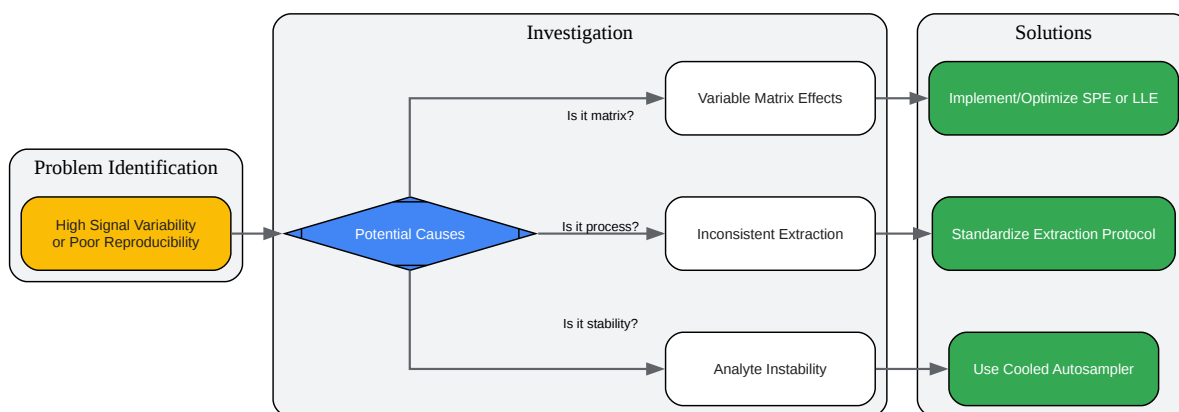 Investigation
Solutions
Variable Matrix Effects
Implement/Optimize SPE or LLE
Is it matrix?
Problem Identification
High Signal Variability
or Poor Reproducibility
Potential Causes
Is it process?
Inconsistent Extraction
Standardize Extraction Protocol
Is it stability?
Analyte Instability
Use Cooled Autosampler